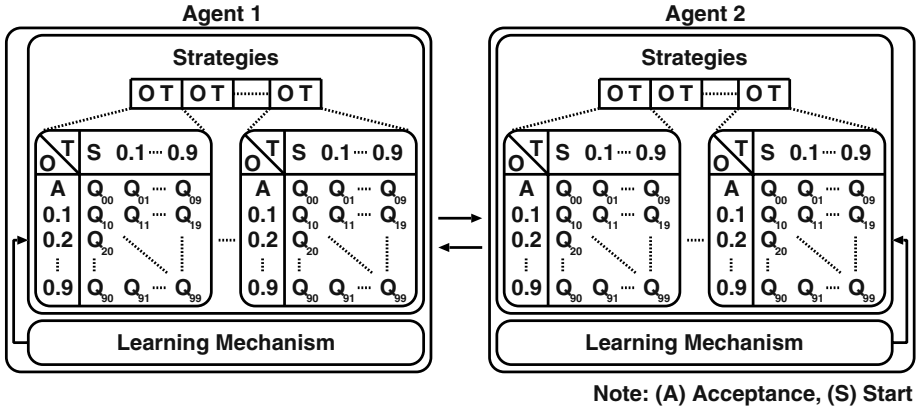 Agent 1 Agent 2
Strategies Strategies
O T O T O T O T O T O T
T S 0.1 0.9 T S 0.1 0.9 T S 0.1 0.9 T S 0.1 0.9
O O O O
A Q00 Q01 Q09 A Q00 Q01 Q09 A Q00 Q01 Q09 A Q00 Q01 Q09
0.1 Q10 Q11 Q19 0.1 Q10 Q11 Q19 0.1 Q10 Q11 Q19 0.1 Q10 Q11 Q19
0.2 Q20 0.2 Q20 0.2 Q20 0.2 Q20
0.9 Q90 Q91 Q99 0.9 Q90 Q91 Q99 0.9 Q90 Q91 Q99 0.9 Q90 Q91 Q99
Learning Mechanism Learning Mechanism
Note: (A) Acceptance, (S) Start